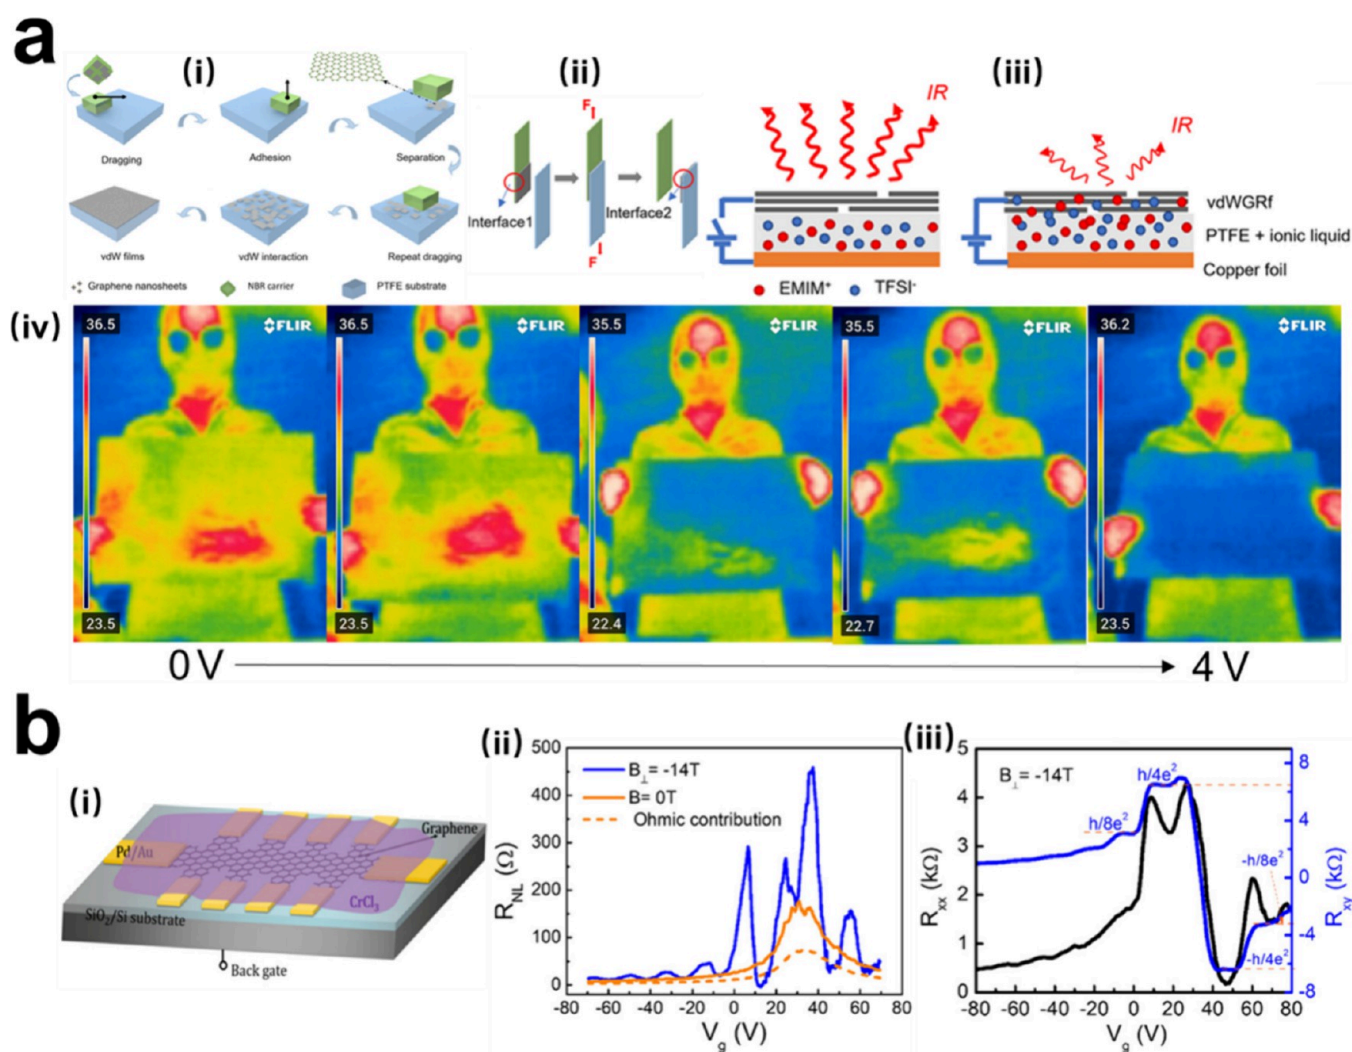 a
(i)
Dragging
Adhesion
Separation
vdW films
vdW interaction
Repeat dragging
Graphene nanosheets
NBR carrier
PTFE substrate
(ii)
F
Interface1
Interface2
F
IR
EMIM⁺
TFSI⁻
(iii)
IR
vdWGRf
PTFE + ionic liquid
Copper foil
(iv)
36.5
FLIR
23.5
36.5
FLIR
23.5
35.5
FLIR
22.4
35.5
FLIR
22.7
36.2
FLIR
23.5
0 V
4 V
b
(i)
Pd/Au
Graphene
CrCl₃
SiO₂/Si substrate
Back gate
(ii)
500
400
300
200
100
0
R_NL (Ω)
B⊥= -14T
B= 0T
Ohmic contribution
-80 -60 -40 -20 0 20 40 60 80
V_g (V)
(iii)
5
4
3
2
1
0
R_xx (kΩ)
B⊥= -14T
h/4e²
h/8e²
-h/8e²
-h/4e²
8
4
0
-4
-8
R_xy (kΩ)
-80 -60 -40 -20 0 20 40 60 80
V_g (V)